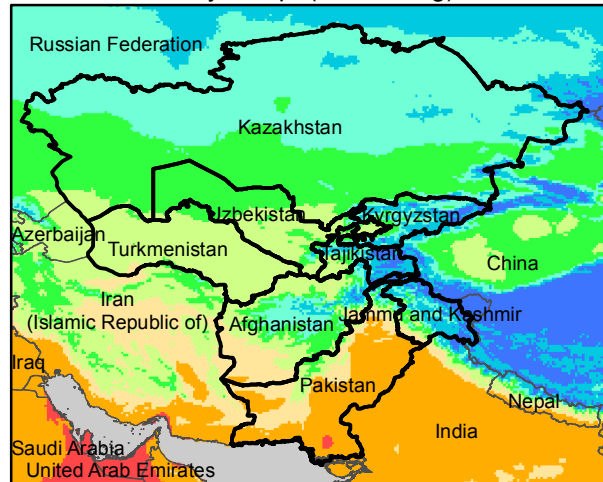 Russian Federation
Kazakhstan
Uzbekistan
Kyrgyzstan
Azerbaijan
Turkmenistan
Tajikistan
China
Iran
(Islamic Republic of)
Afghanistan
Jammu and Kashmir
Iraq
Pakistan
Nepal
India
Saudi Arabia
United Arab Emirates